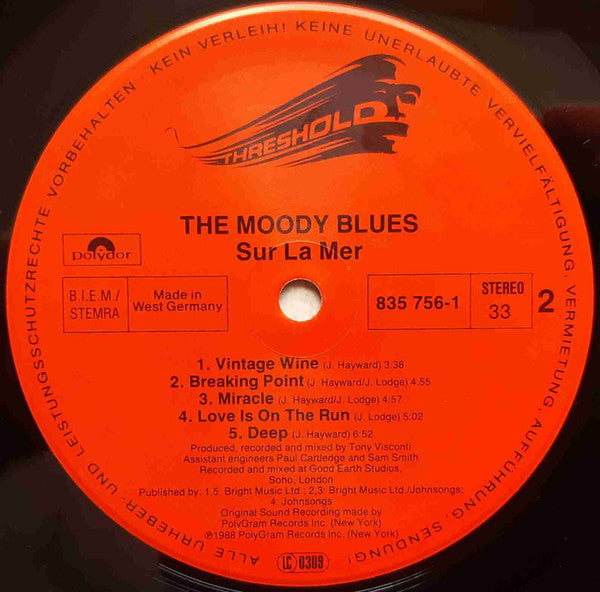 ALLE URHEBER- UND LEISTUNGSSCHUTZRECHTE VORBEHALTEN · KEIN VERLEIH! KEINE UNERLAUBTE VERVIELFÄLTIGUNG, VERMIETUNG, AUFFÜHRUNG, SENDUNG!
THRESHOLD
THE MOODY BLUES
Sur La Mer
polydor
B.I.E.M./
STEMRA
Made in
West Germany
835 756-1
STEREO
33
2
1. Vintage Wine (J. Hayward) 3:38
2. Breaking Point (J. Hayward/J. Lodge) 4:55
3. Miracle (J. Hayward/J. Lodge) 4:57
4. Love Is On The Run (J. Lodge) 5:02
5. Deep (J. Hayward) 6:52
Produced, recorded and mixed by Tony Visconti
Assistant engineers Paul Cartledge and Sam Smith
Recorded and mixed at Good Earth Studios,
Soho, London
Published by: 1,5: Bright Music Ltd., 2,3: Bright Music Ltd./Johnsongs;
4: Johnsongs
Original Sound Recording made by
PolyGram Records Inc. (New York)
℗1988 PolyGram Records Inc. (New York)
LC 0309